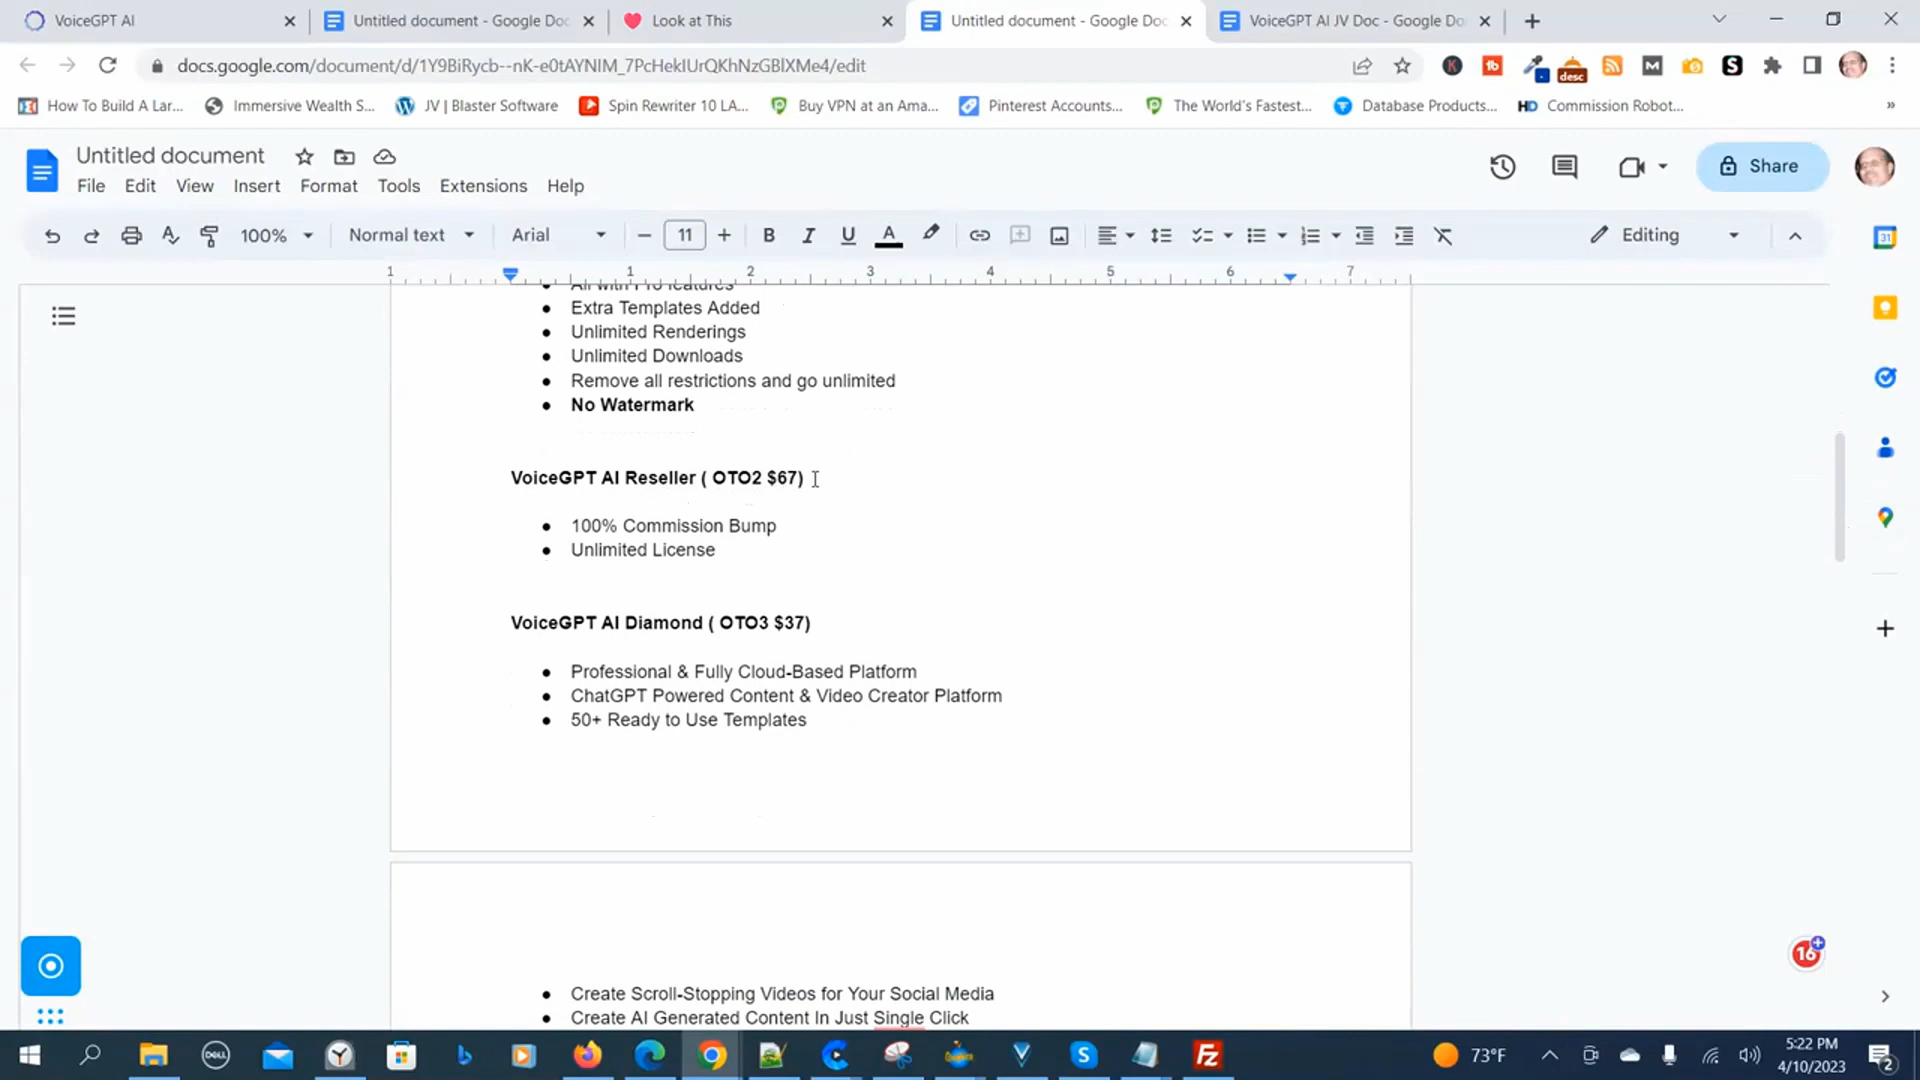 VoiceGPT AI
Untitled document - Google Doc
Look at This
Untitled document - Google Doc
VoiceGPT AI JV Doc - Google Do
docs.google.com/document/d/1Y9BiRycb--nK-e0tAYNIM_7PcHekIUrQKhNzGBlXMe4/edit
How To Build A Lar...
Immersive Wealth S...
JV | Blaster Software
Spin Rewriter 10 LA...
Buy VPN at an Ama...
Pinterest Accounts...
The World's Fastest...
Database Products...
HD Commission Robot...
Untitled document
Share
File Edit View Insert Format Tools Extensions Help
100% Normal text Arial 11 Editing
1 1 2 3 4 5 6 7
All with Pro features
Extra Templates Added
Unlimited Renderings
Unlimited Downloads
Remove all restrictions and go unlimited
No Watermark
VoiceGPT AI Reseller ( OTO2 $67)
100% Commission Bump
Unlimited License
VoiceGPT AI Diamond ( OTO3 $37)
Professional & Fully Cloud-Based Platform
ChatGPT Powered Content & Video Creator Platform
50+ Ready to Use Templates
Create Scroll-Stopping Videos for Your Social Media
Create AI Generated Content In Just Single Click
16
73°F
5:22 PM
4/10/2023
2